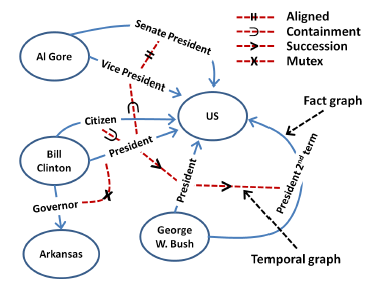 Senate President
Aligned
Containment
Succession
Mutex
Al Gore
Vice President
Fact graph
Citizen
US
President
Bill
Clinton
President
President 2nd term
Governor
George
W. Bush
Arkansas
Temporal graph